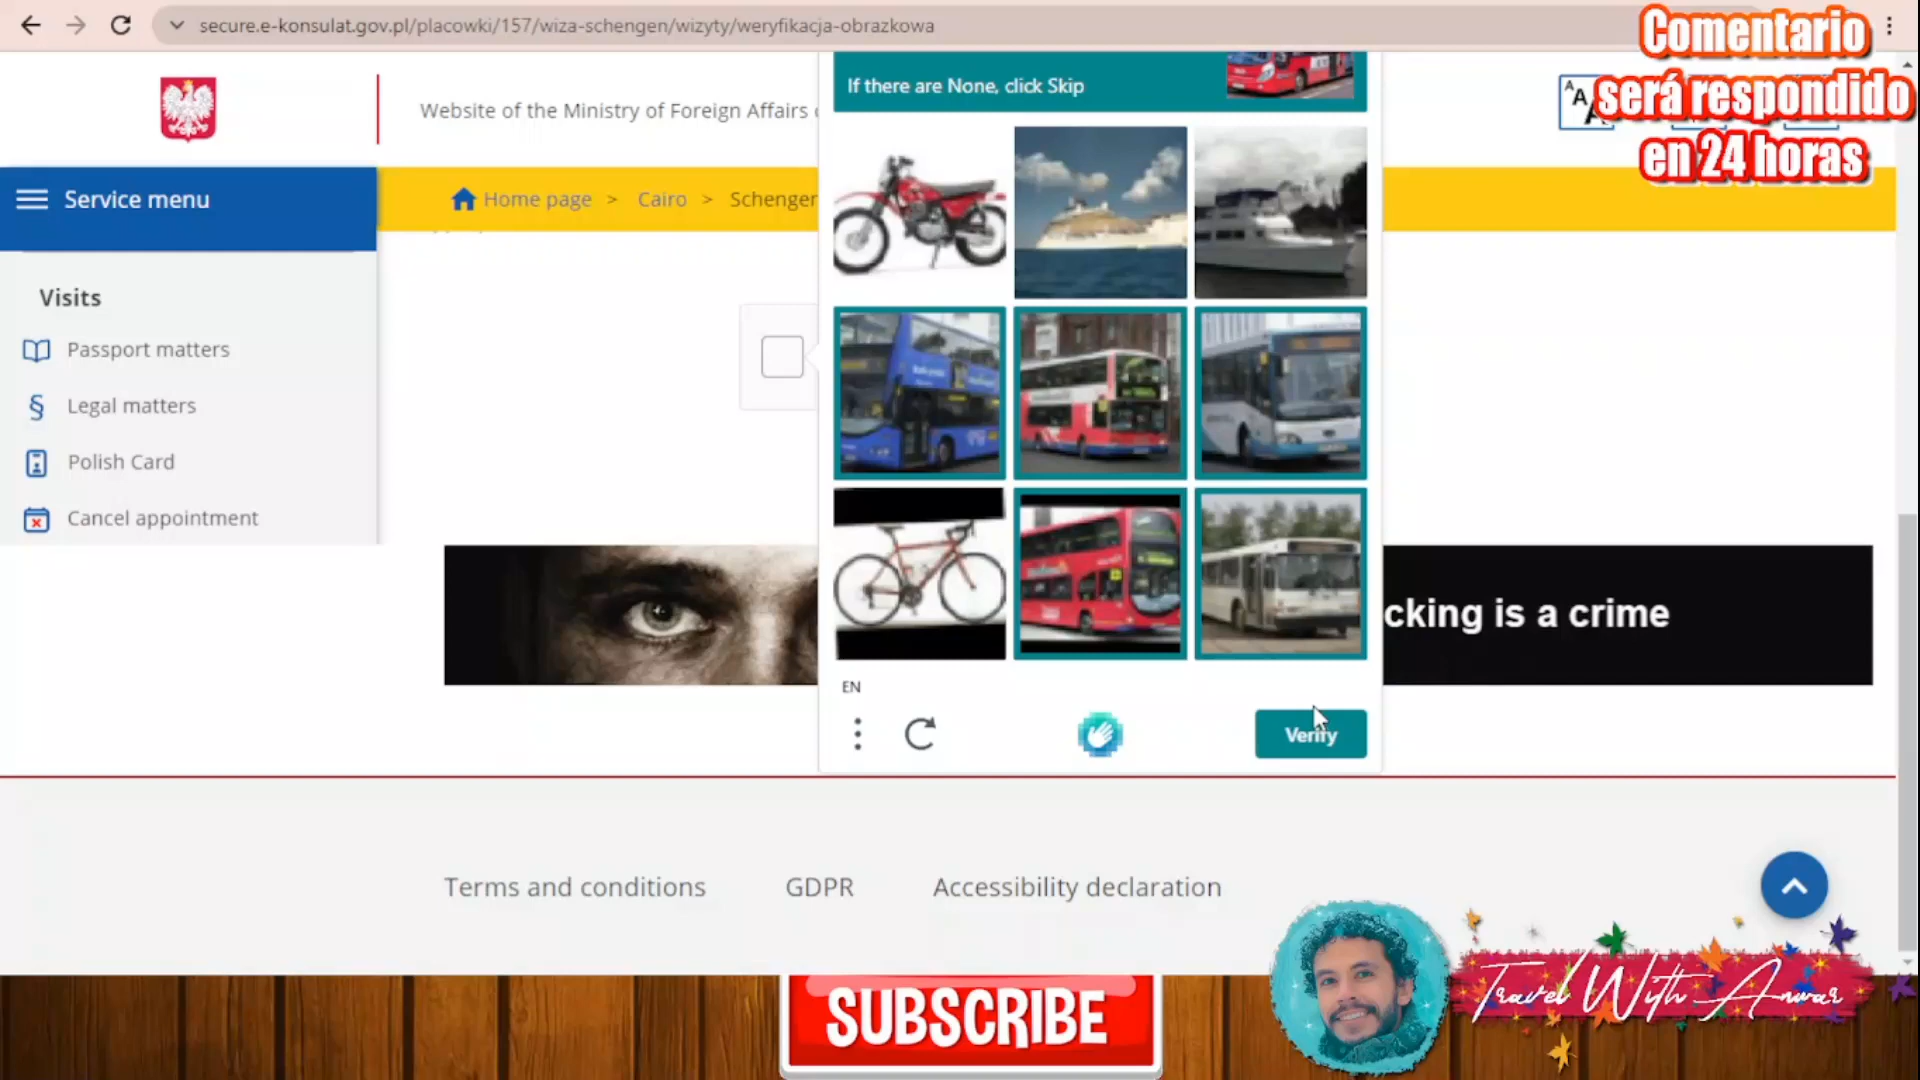 secure.e-konsulat.gov.pl/placowki/157/wiza-schengen/wizyty/weryfikacja-obrazkowa
Comentario
será respondido
en 24 horas
Website of the Ministry of Foreign Affairs
If there are None, click Skip
Service menu
Home page > Cairo > Schengen
Visits
Passport matters
Legal matters
Polish Card
Cancel appointment
cking is a crime
EN
Verify
Terms and conditions
GDPR
Accessibility declaration
SUBSCRIBE
Travel With Anwar